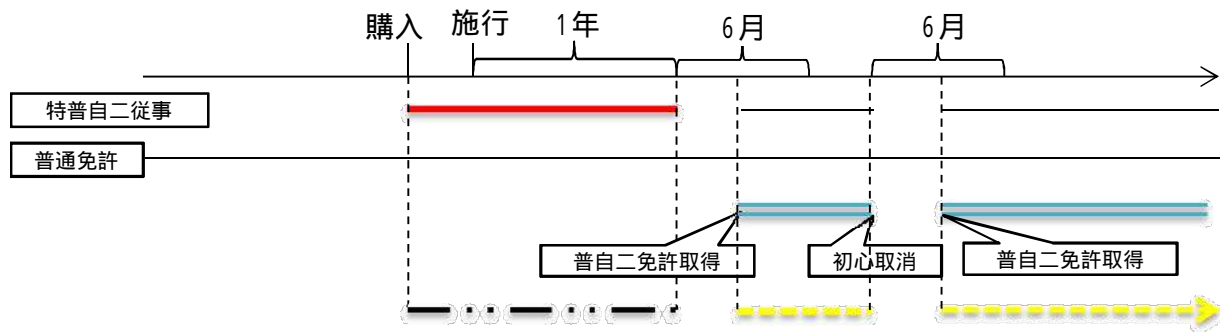 購入
施行
1年
6月
6月
特普自二従事
普通免許
普自二免許取得
初心取消
普自二免許取得